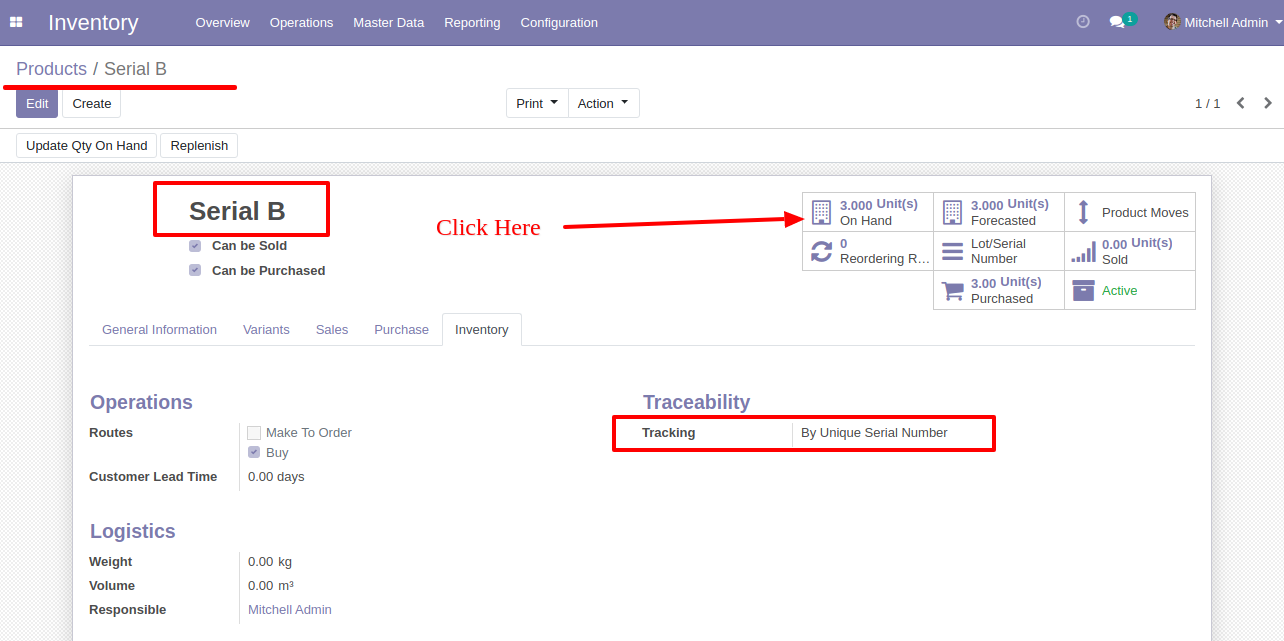 Inventory Overview Operations Master Data Reporting Configuration 1 Mitchell Admin
Products / Serial B
Edit Create Print Action 1 / 1
Update Qty On Hand Replenish
Serial B
Can be Sold
Can be Purchased
Click Here
3.000 Unit(s)
On Hand
3.000 Unit(s)
Forecasted
Product Moves
0
Reordering R...
Lot/Serial
Number
0.00 Unit(s)
Sold
3.00 Unit(s)
Purchased
Active
General Information Variants Sales Purchase Inventory
Operations
Routes Make To Order
Buy
Customer Lead Time 0.00 days
Traceability
Tracking By Unique Serial Number
Logistics
Weight 0.00 kg
Volume 0.00 m³
Responsible Mitchell Admin